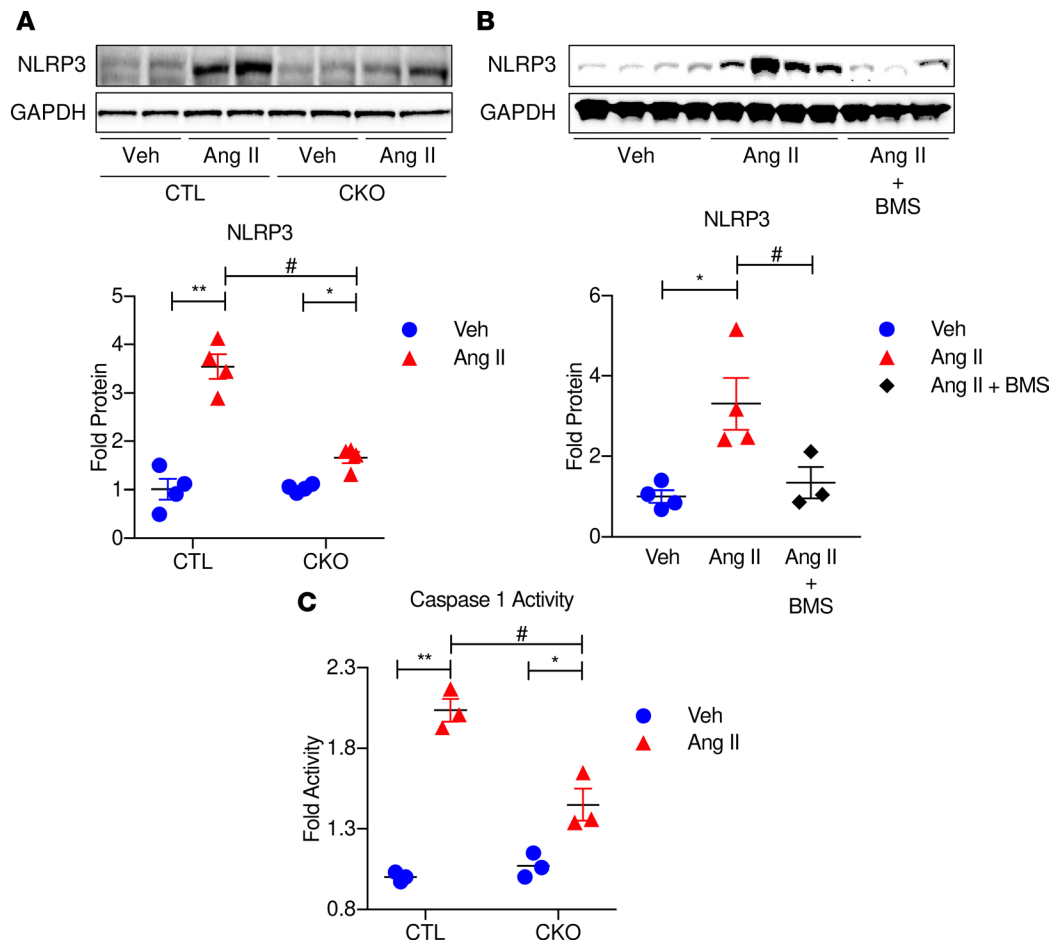 A
NLRP3
GAPDH
Veh Ang II Veh Ang II
CTL CKO
NLRP3
#
** *
5
4
3
2
1
0
Fold Protein
CTL CKO
Veh
Ang II
B
NLRP3
GAPDH
Veh Ang II Ang II
+
BMS
NLRP3
#
*
6
4
2
0
Fold Protein
Veh Ang II Ang II
+
BMS
Veh
Ang II
Ang II + BMS
C
Caspase 1 Activity
#
** *
2.3
1.8
1.3
0.8
Fold Activity
CTL CKO
Veh
Ang II